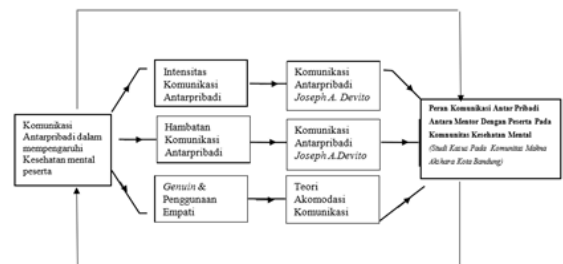 Komunikasi
Antarpribadi dalam
mempengaruhi
Kesehatan mental
peserta
Intensitas
Komunikasi
Antarpribadi
Hambatan
Komunikasi
Antarpribadi
Genuin &
Penggunaan
Empati
Komunikasi
Antarpribadi
Joseph A. Devito
Komunikasi
Antarpribadi
Joseph A.Devito
Teori
Akomodasi
Komunikasi
Peran Komunikasi Antar Pribadi
Antara Mentor Dengan Peserta Pada
Komunitas Kesehatan Mental
(Studi Kasus Pada Komunitas Makna
Akshara Kota Bandung)